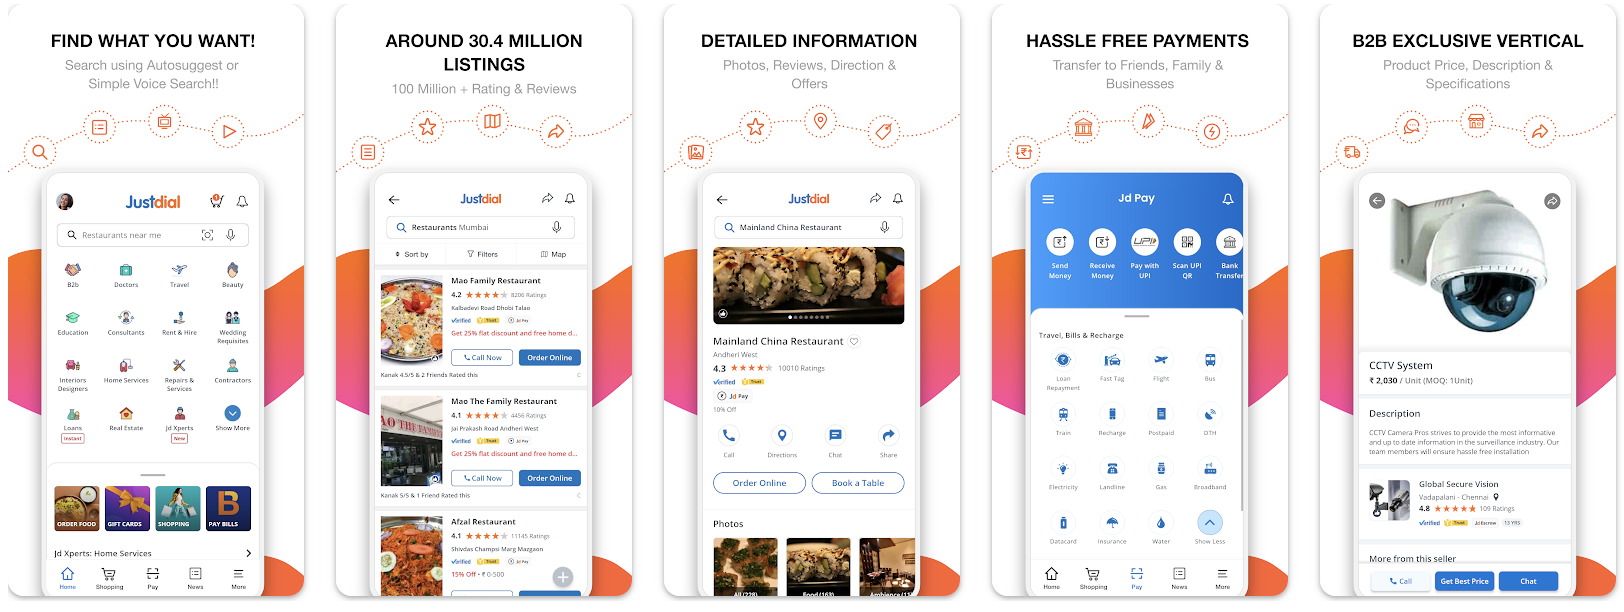 FIND WHAT YOU WANT!
Search using Autosuggest or
Simple Voice Search!!
Justdial
Restaurants near me
B2b Doctors Travel Beauty
Education Consultants Rent & Hire Wedding
Requisites
Interiors Home Services Repairs & Contractors
Designers Services
Loans Real Estate Jd Xperts Show More
Instant New
ORDER FOOD GIFT CARDS SHOPPING B PAY BILLS
Jd Xperts: Home Services
Home Shopping Pay News More
AROUND 30.4 MILLION
LISTINGS
100 Million + Rating & Reviews
Justdial
Restaurants Mumbai
Sort by Filters Map
Mao Family Restaurant
4.2 8206 Ratings
Kalbadevi Road Dhobi Talao
Verified Trust Jd Pay
Get 25% flat discount and free home d...
Call Now Order Online
Kanak 4.5/5 & 2 Friends Rated this C
Mao The Family Restaurant
4.1 4456 Ratings
Jai Prakash Road Andheri West
Verified Trust Jd Pay
Get 25% flat discount and free home d...
Call Now Order Online
Kanak 5/5 & 1 Friend Rated this C
Afzal Restaurant
4.1 11145 Ratings
Shivdas Champsi Marg Mazgaon
Verified Trust Jd Pay
15% Off • ₹ 0-500
DETAILED INFORMATION
Photos, Reviews, Direction &
Offers
Justdial
Mainland China Restaurant
Mainland China Restaurant
Andheri West
4.3 10010 Ratings
Verified Trust
Jd Pay
10% Off
Call Directions Chat Share
Order Online Book a Table
Photos
All (228) Food (163) Ambience (1
HASSLE FREE PAYMENTS
Transfer to Friends, Family &
Businesses
Jd Pay
UPI
Send Receive Pay with Scan UPI Bank
Money Money UPI QR Transfer
Travel, Bills & Recharge
Loan Fast Tag Flight Bus
Repayment
Train Recharge Postpaid DTH
Electricity Landline Gas Broadband
Datacard Insurance Water Show Less
Home Shopping Pay News More
B2B EXCLUSIVE VERTICAL
Product Price, Description &
Specifications
CCTV System
₹ 2,030 / Unit (MOQ: 1Unit)
Description
CCTV Camera Pros strives to provide the most informative
and up to date information in the surveillance industry. Our
team members will ensure hassle free installation
Global Secure Vision
Vadapalani - Chennai
4.8 109 Ratings
Verified Trust 13 YRS
More from this seller
Call Get Best Price Chat